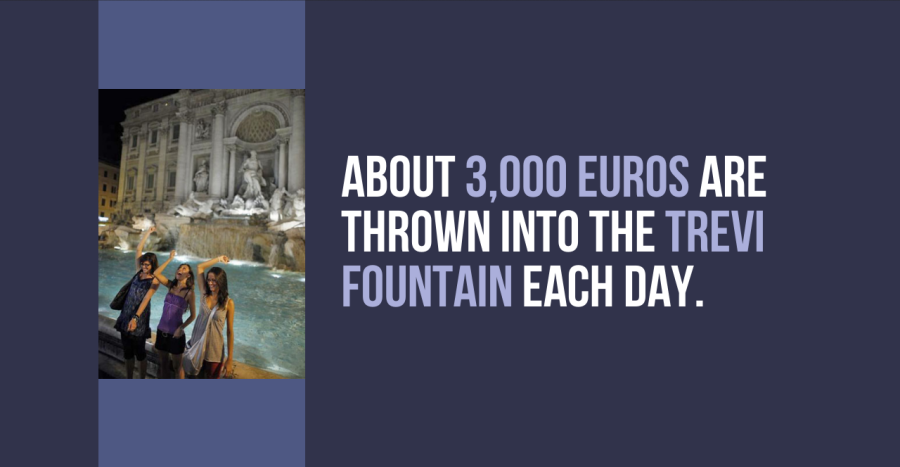 ABOUT 3,000 EUROS ARE
THROWN INTO THE TREVI
FOUNTAIN EACH DAY.